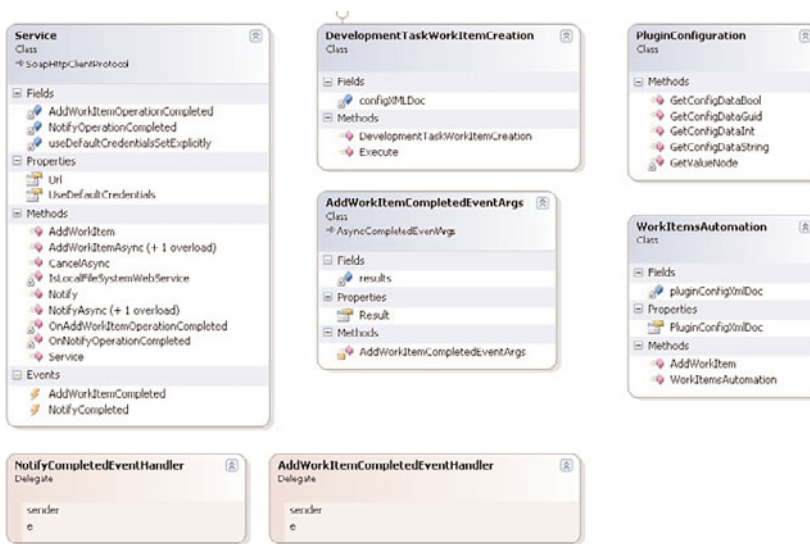 Service
Class
SoapHttpClientProtocol
Fields
AddWorkItemOperationCompleted
NotifyOperationCompleted
useDefaultCredentialsSetExplicitly
Properties
Url
UseDefaultCredentials
Methods
AddWorkItem
AddWorkItemAsync (+ 1 overload)
CancelAsync
IsLocalFileSystemWebService
Notify
NotifyAsync (+ 1 overload)
OnAddWorkItemOperationCompleted
OnNotifyOperationCompleted
Service
Events
AddWorkItemCompleted
NotifyCompleted
DevelopmentTaskWorkItemCreation
Class
Fields
configXMLDoc
Methods
DevelopmentTaskWorkItemCreation
Execute
AddWorkItemCompletedEventArgs
Class
AsyncCompletedEventArgs
Fields
results
Properties
Result
Methods
AddWorkItemCompletedEventArgs
PluginConfiguration
Class
Methods
GetConfigDataBool
GetConfigDataGuid
GetConfigDataInt
GetConfigDataString
GetValueNode
WorkItemsAutomation
Class
Fields
pluginConfigXmlDoc
Properties
PluginConfigXmlDoc
Methods
AddWorkItem
WorkItemsAutomation
NotifyCompletedEventHandler
Delegate
sender
e
AddWorkItemCompletedEventHandler
Delegate
sender
e